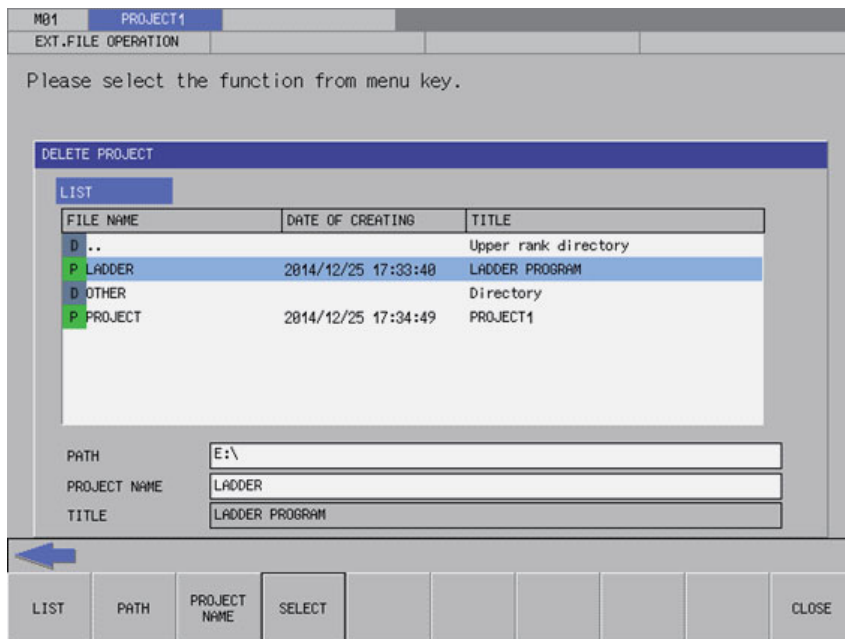 M01 PROJECT1
EXT.FILE OPERATION
Please select the function from menu key.
DELETE PROJECT
LIST
FILE NAME DATE OF CREATING TITLE
D .. Upper rank directory
P LADDER 2014/12/25 17:33:40 LADDER PROGRAM
D OTHER Directory
P PROJECT 2014/12/25 17:34:49 PROJECT1
PATH E:\
PROJECT NAME LADDER
TITLE LADDER PROGRAM
LIST PATH PROJECT NAME SELECT CLOSE